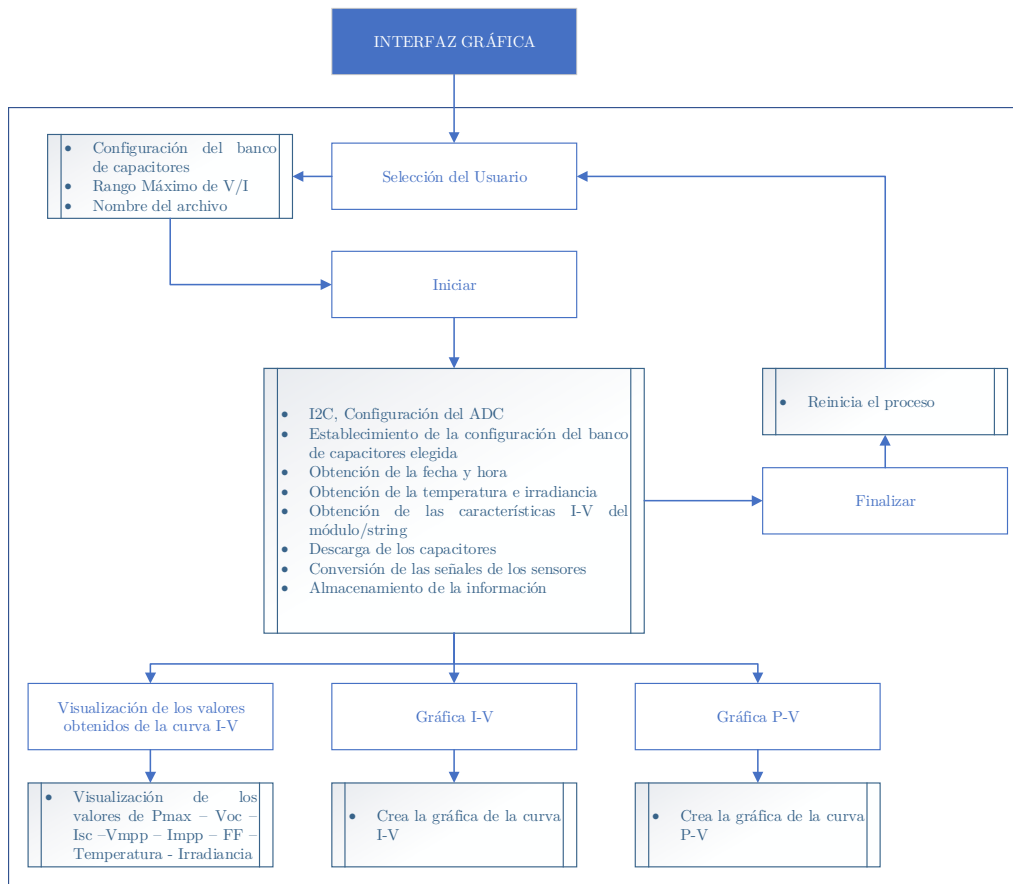 INTERFAZ GRÁFICA
• Configuración del banco
de capacitores
• Rango Máximo de V/I
• Nombre del archivo
Selección del Usuario
Iniciar
• I2C, Configuración del ADC
• Establecimiento de la configuración del banco
de capacitores elegida
• Obtención de la fecha y hora
• Obtención de la temperatura e irradiancia
• Obtención de las características I-V del
módulo/string
• Descarga de los capacitores
• Conversión de las señales de los sensores
• Almacenamiento de la información
• Reinicia el proceso
Finalizar
Visualización de los valores
obtenidos de la curva I-V
Gráfica I-V
Gráfica P-V
• Visualización de los
valores de Pmax – Voc –
Isc –Vmpp – Impp – FF –
Temperatura - Irradiancia
• Crea la gráfica de la curva
I-V
• Crea la gráfica de la curva
P-V